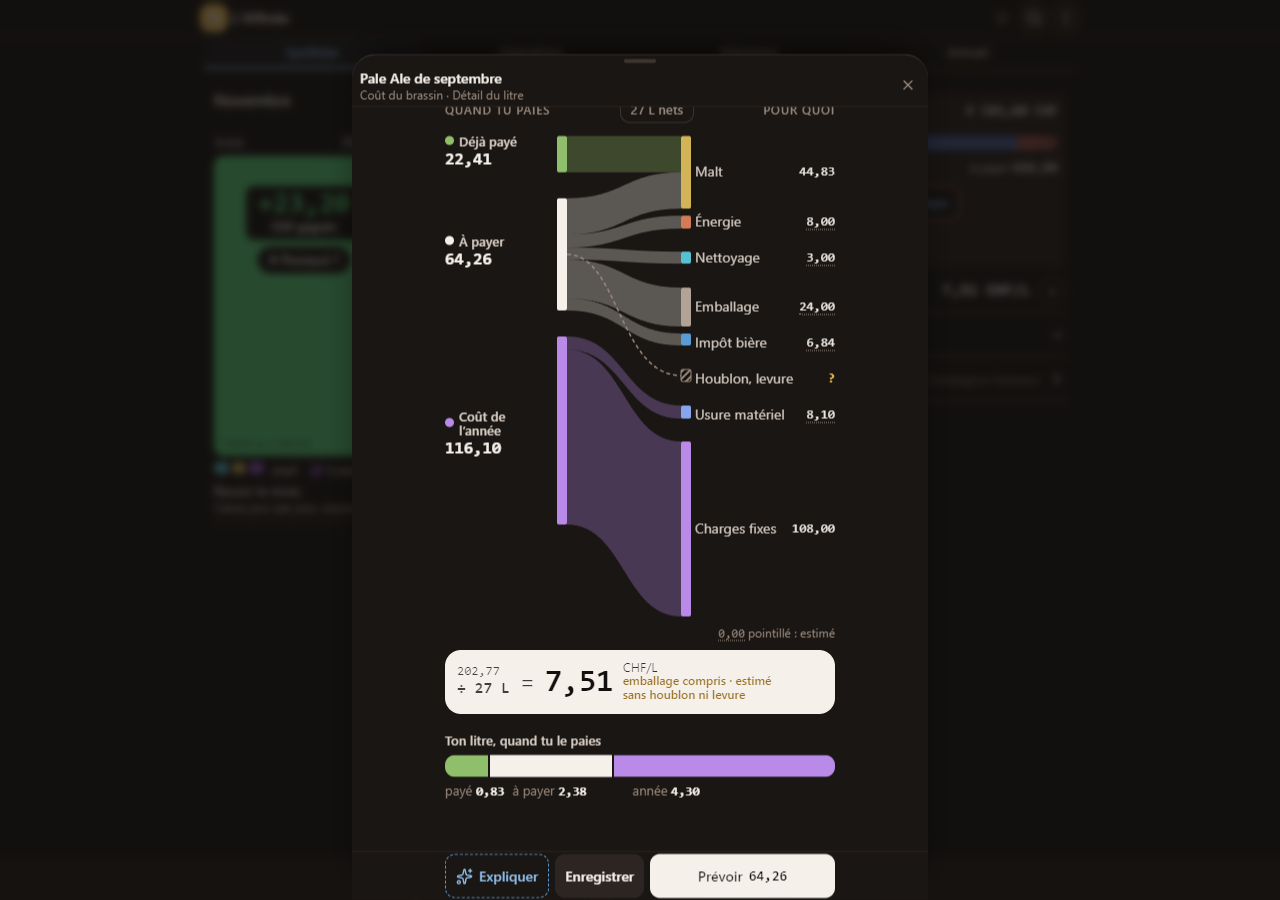 Pale Ale de septembre
Coût du brassin · Détail du litre
QUAND TU PAIES
27 L nets
POUR QUOI
Déjà payé
22,41
À payer
64,26
Coût de
l'année
116,10
Malt 44,83
Énergie 8,00
Nettoyage 3,00
Emballage 24,00
Impôt bière 6,84
Houblon, levure ?
Usure matériel 8,10
Charges fixes 108,00
0,00 pointillé : estimé
202,77
÷ 27 L = 7,51
CHF/L
emballage compris · estimé
sans houblon ni levure
Ton litre, quand tu le paies
payé 0,83 à payer 2,38 année 4,30
Expliquer
Enregistrer
Prévoir 64,26